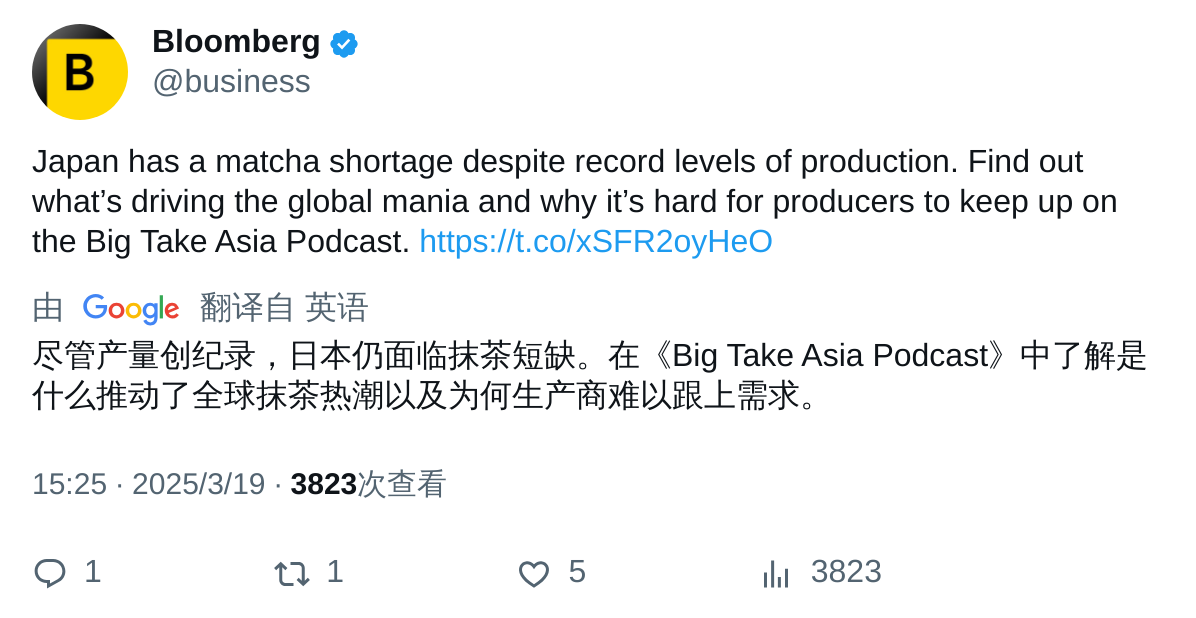 B
Bloomberg
@business
Japan has a matcha shortage despite record levels of production. Find out
what’s driving the global mania and why it’s hard for producers to keep up on
the Big Take Asia Podcast. https://t.co/xSFR2oyHeO
由 Google 翻译自 英语
尽管产量创纪录，日本仍面临抹茶短缺。在《Big Take Asia Podcast》中了解是
什么推动了全球抹茶热潮以及为何生产商难以跟上需求。
15:25 · 2025/3/19 · 3823次查看
1 1 5 3823